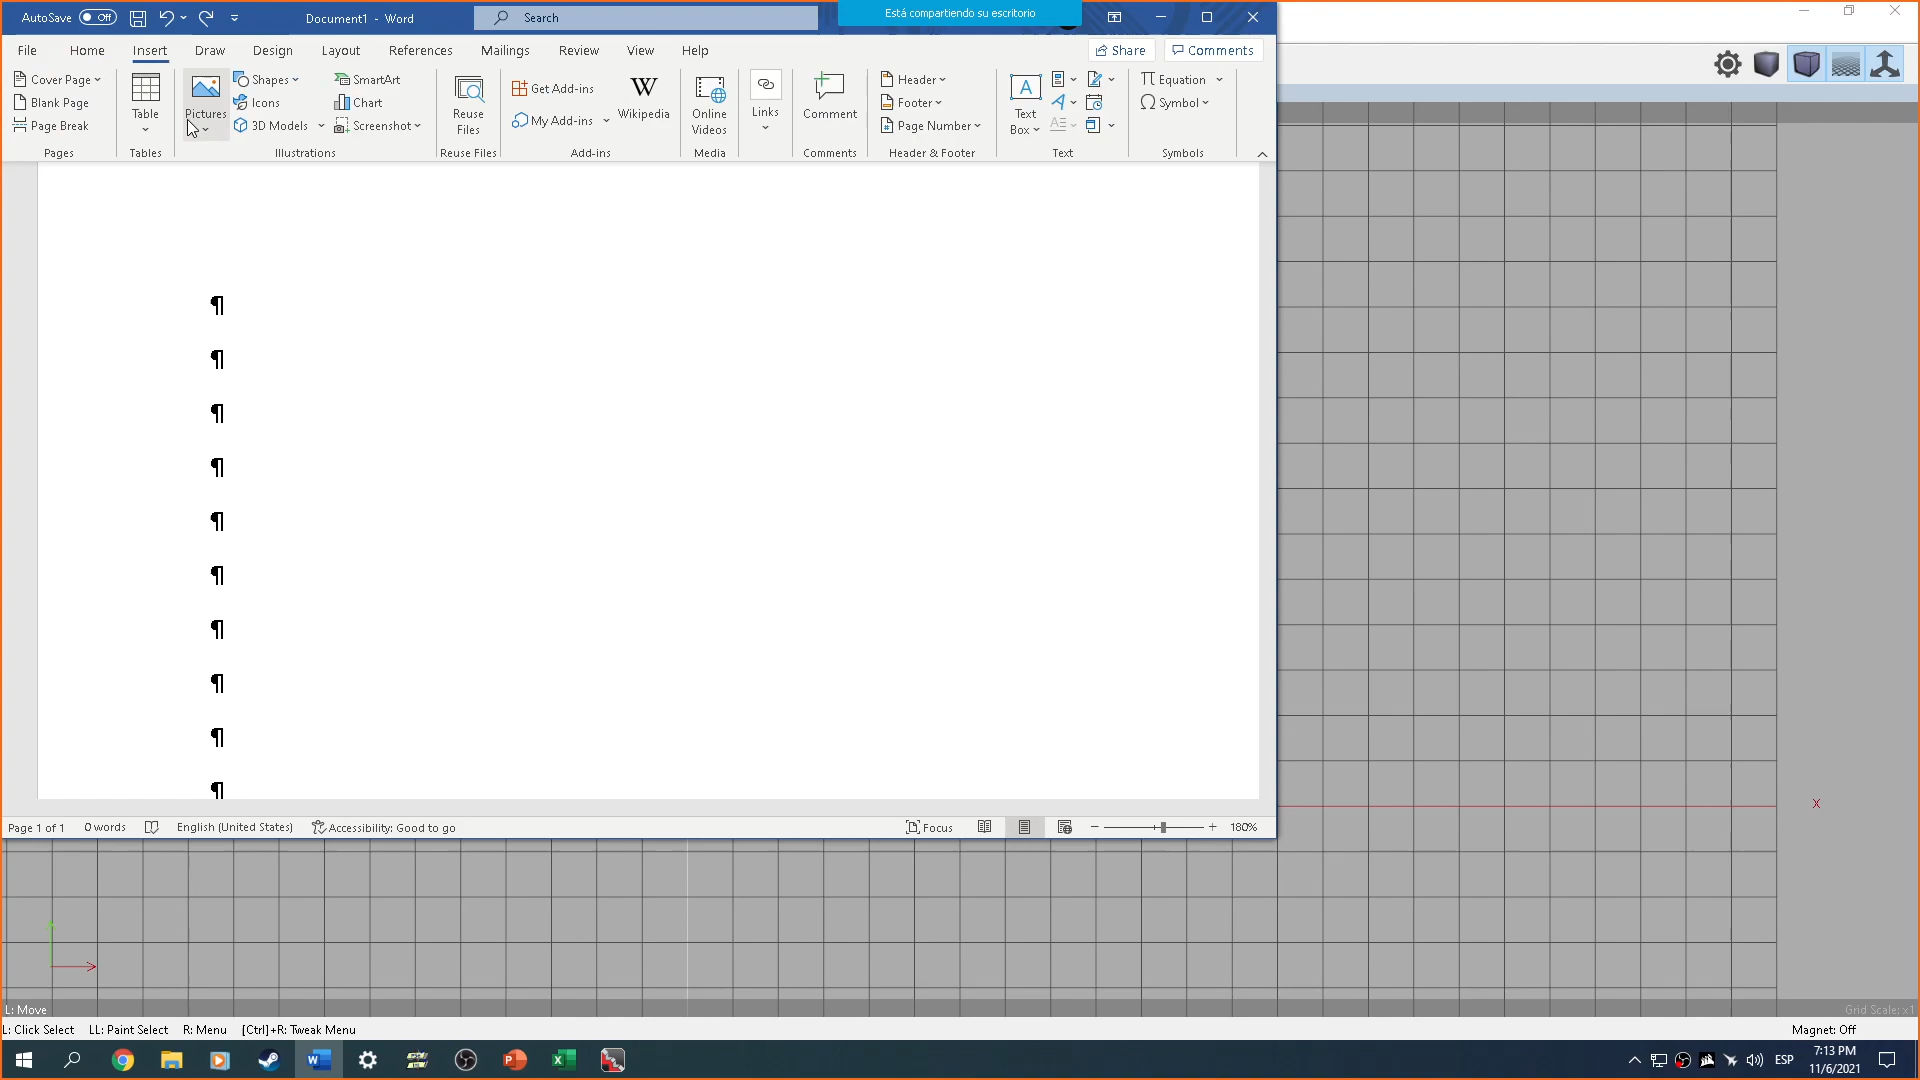 AutoSave Off Document1 - Word Search Está compartiendo su escritorio
File Home Insert Draw Design Layout References Mailings Review View Help Share Comments
Cover Page
Blank Page
Page Break
Pages
Table
Tables
Pictures
Shapes
Icons
3D Models
SmartArt
Chart
Screenshot
Illustrations
Reuse
Files
Reuse Files
Get Add-ins
My Add-ins
W
Wikipedia
Add-ins
Online
Videos
Media
Links
Comment
Comments
Header
Footer
Page Number
Header & Footer
A
Text
Box
Text
Equation
Symbol
Symbols
¶
¶
¶
¶
¶
¶
¶
¶
¶
¶
X
Page 1 of 1 0 words English (United States) Accessibility: Good to go Focus 180%
L: Move Grid Scale: x1
L: Click Select LL: Paint Select R: Menu [Ctrl]+R: Tweak Menu Magnet: Off
ESP 7:13 PM
11/6/2021